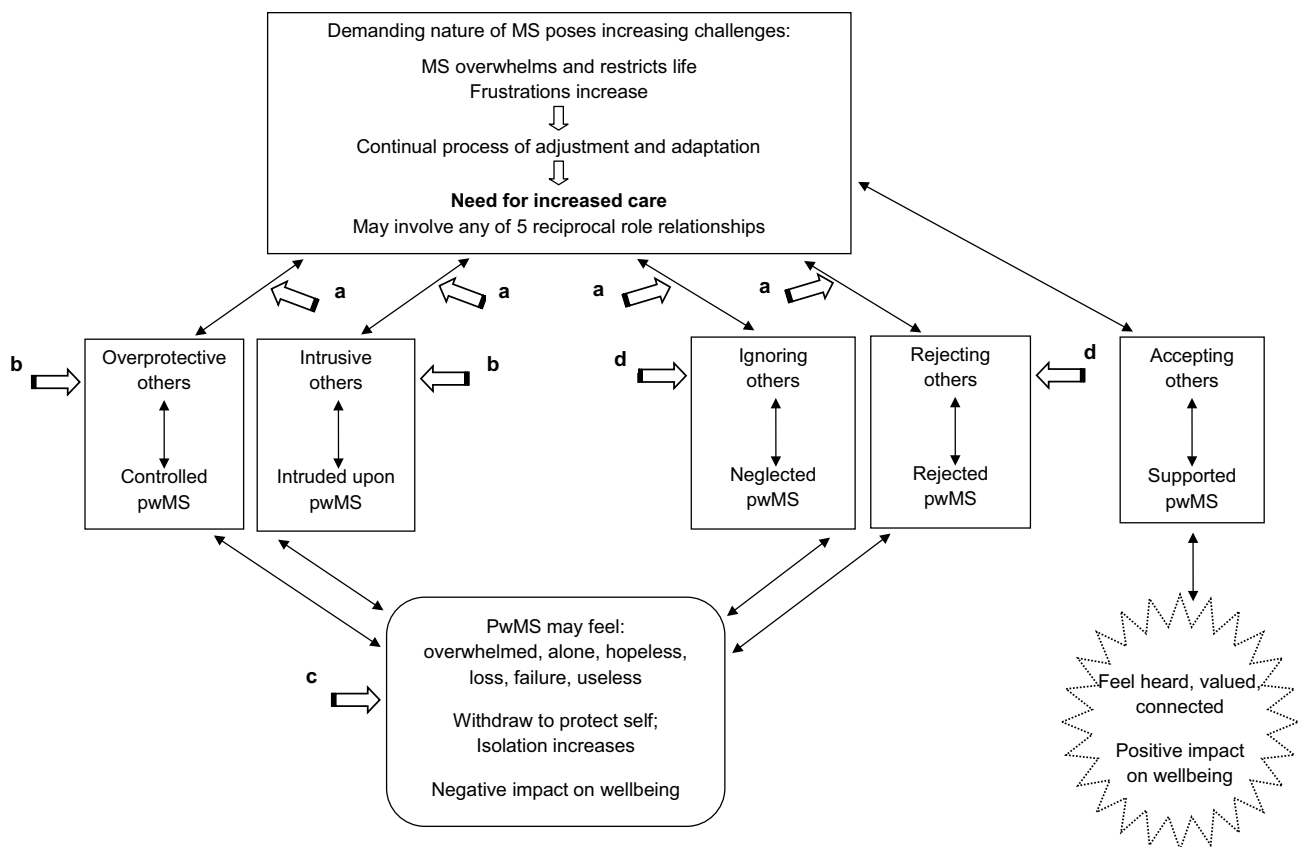 Demanding nature of MS poses increasing challenges:
MS overwhelms and restricts life
Frustrations increase
Continual process of adjustment and adaptation
Need for increased care
May involve any of 5 reciprocal role relationships
a
a
a
a
b
Overprotective
others
Controlled
pwMS
Intrusive
others
Intruded upon
pwMS
b
d
Ignoring
others
Neglected
pwMS
Rejecting
others
Rejected
pwMS
d
Accepting
others
Supported
pwMS
c
PwMS may feel:
overwhelmed, alone, hopeless,
loss, failure, useless
Withdraw to protect self;
Isolation increases
Negative impact on wellbeing
Feel heard, valued,
connected
Positive impact
on wellbeing